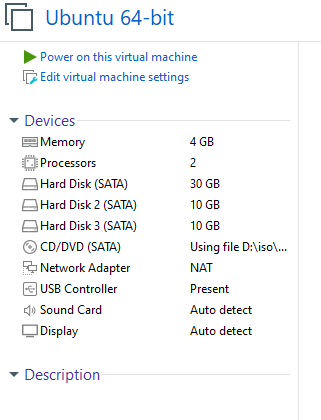 Ubuntu 64-bit
Power on this virtual machine
Edit virtual machine settings
Devices
Memory 4 GB
Processors 2
Hard Disk (SATA) 30 GB
Hard Disk 2 (SATA) 10 GB
Hard Disk 3 (SATA) 10 GB
CD/DVD (SATA) Using file D:\iso\...
Network Adapter NAT
USB Controller Present
Sound Card Auto detect
Display Auto detect
Description